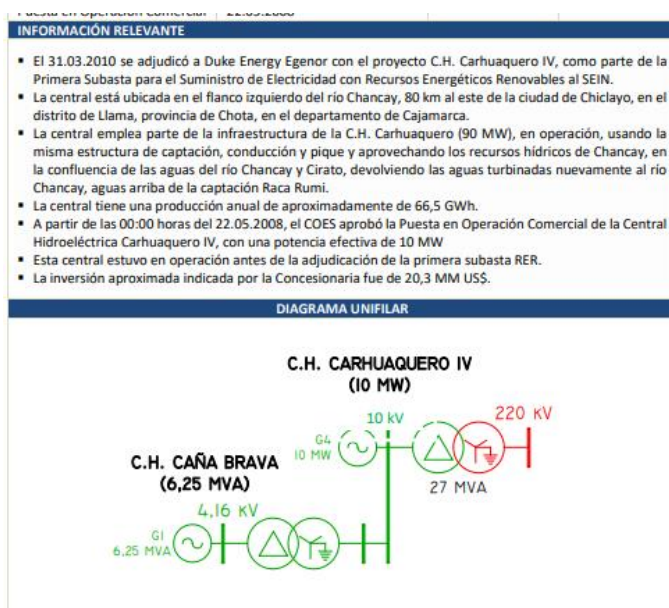 Puesta en Operación Comercial 22.05.2008
INFORMACIÓN RELEVANTE
▪ El 31.03.2010 se adjudicó a Duke Energy Egenor con el proyecto C.H. Carhuaquero IV, como parte de la
Primera Subasta para el Suministro de Electricidad con Recursos Energéticos Renovables al SEIN.
▪ La central está ubicada en el flanco izquierdo del río Chancay, 80 km al este de la ciudad de Chiclayo, en el
distrito de Llama, provincia de Chota, en el departamento de Cajamarca.
▪ La central emplea parte de la infraestructura de la C.H. Carhuaquero (90 MW), en operación, usando la
misma estructura de captación, conducción y pique y aprovechando los recursos hídricos de Chancay, en
la confluencia de las aguas del río Chancay y Cirato, devolviendo las aguas turbinadas nuevamente al río
Chancay, aguas arriba de la captación Raca Rumi.
▪ La central tiene una producción anual de aproximadamente de 66,5 GWh.
▪ A partir de las 00:00 horas del 22.05.2008, el COES aprobó la Puesta en Operación Comercial de la Central
Hidroeléctrica Carhuaquero IV, con una potencia efectiva de 10 MW
▪ Esta central estuvo en operación antes de la adjudicación de la primera subasta RER.
▪ La inversión aproximada indicada por la Concesionaria fue de 20,3 MM US$.
DIAGRAMA UNIFILAR
C.H. CARHUAQUERO IV
(10 MW)
10 kV
220 KV
G4
10 MW
27 MVA
C.H. CAÑA BRAVA
(6,25 MVA)
4,16 KV
G1
6,25 MVA